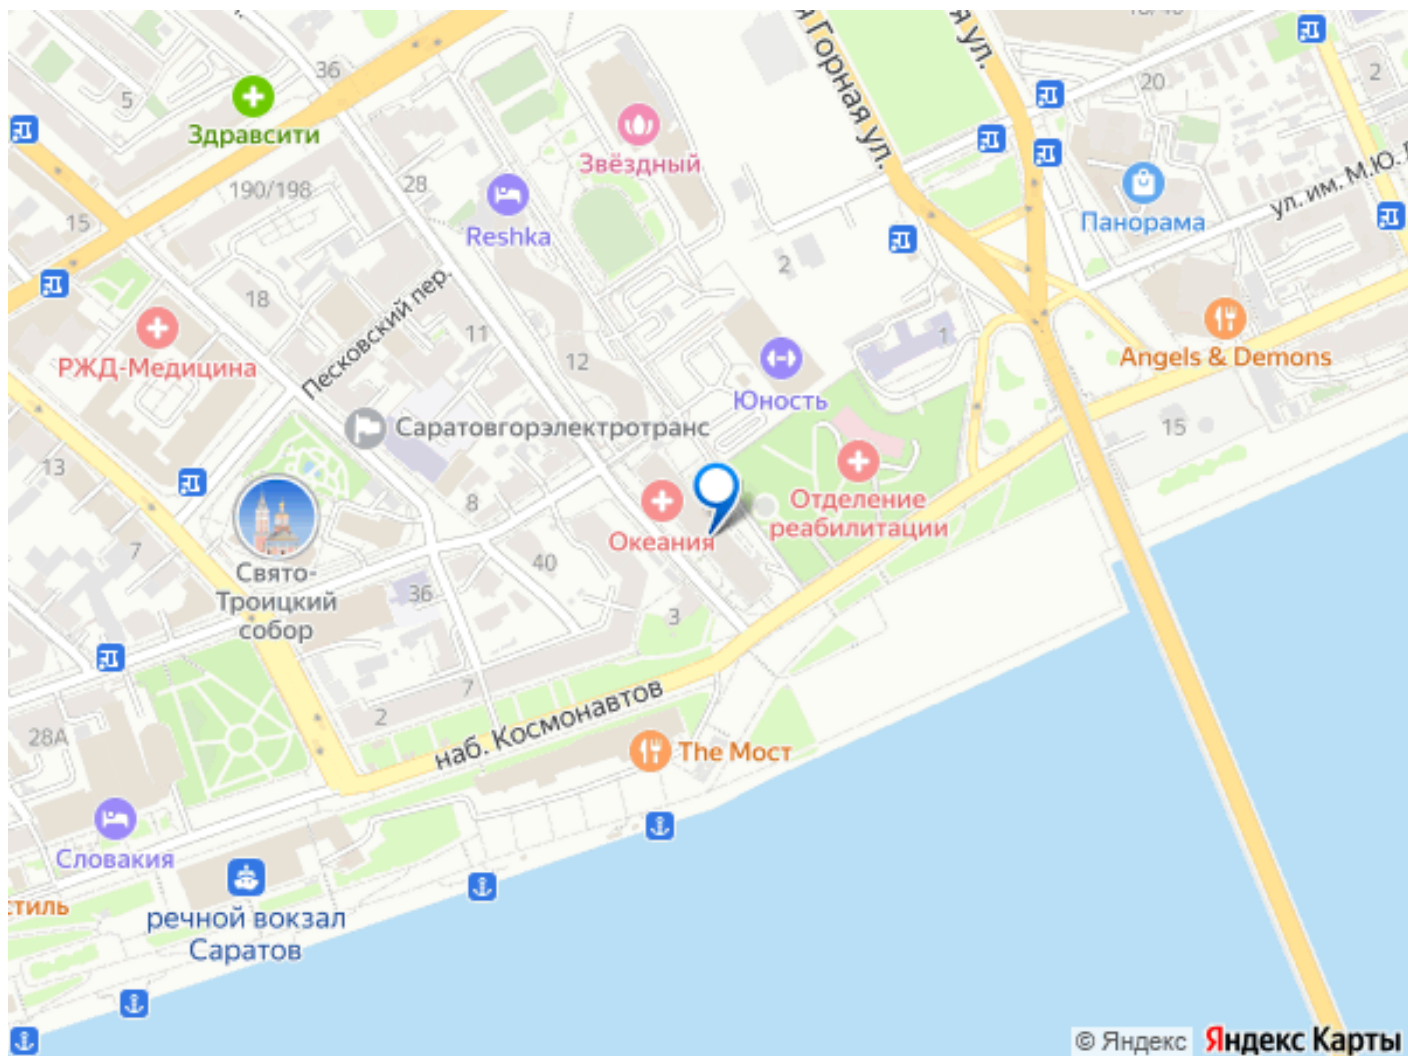 36
я Горная ул.
я ул.
20
2
5
Здравсити
Звёздный
190/198
28
15
Reshka
Панорама
ул. им. М.Ю. Л
2
18
Песковский пер.
11
12
1
РЖД-Медицина
Angels & Demons
Юность
Саратовгорэлектротранс
15
13
8
Отделение
реабилитации
Океания
7
40
Свято-
Троицкий
собор
36
3
7
2
28А
наб. Космонавтов
The Мост
Словакия
стиль
речной вокзал
Саратов
© Яндекс Яндекс Карты